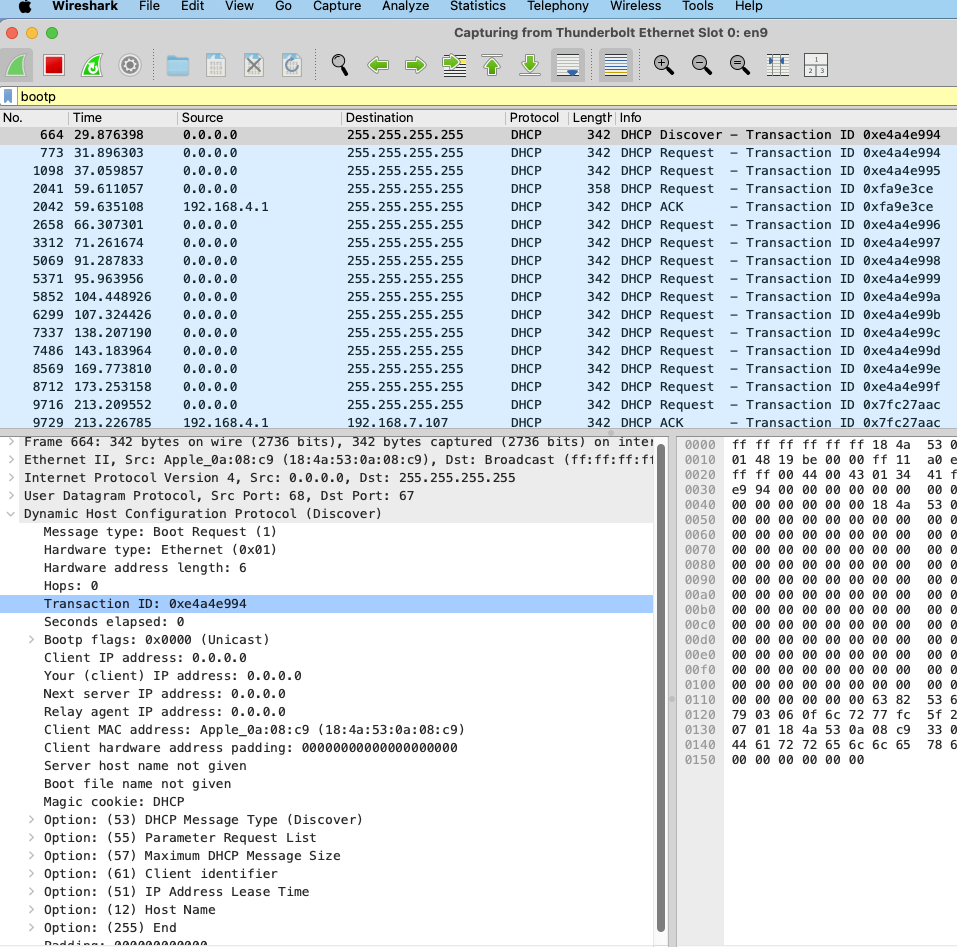 Wireshark File Edit View Go Capture Analyze Statistics Telephony Wireless Tools Help
Capturing from Thunderbolt Ethernet Slot 0: en9
bootp
No. Time Source Destination Protocol Length Info
664 29.876398 0.0.0.0 255.255.255.255 DHCP 342 DHCP Discover – Transaction ID 0xe4a4e994
773 31.896303 0.0.0.0 255.255.255.255 DHCP 342 DHCP Request – Transaction ID 0xe4a4e994
1098 37.059857 0.0.0.0 255.255.255.255 DHCP 342 DHCP Request – Transaction ID 0xe4a4e995
2041 59.611057 0.0.0.0 255.255.255.255 DHCP 358 DHCP Request – Transaction ID 0xfa9e3ce
2042 59.635108 192.168.4.1 255.255.255.255 DHCP 342 DHCP ACK – Transaction ID 0xfa9e3ce
2658 66.307301 0.0.0.0 255.255.255.255 DHCP 342 DHCP Request – Transaction ID 0xe4a4e996
3312 71.261674 0.0.0.0 255.255.255.255 DHCP 342 DHCP Request – Transaction ID 0xe4a4e997
5069 91.287833 0.0.0.0 255.255.255.255 DHCP 342 DHCP Request – Transaction ID 0xe4a4e998
5371 95.963956 0.0.0.0 255.255.255.255 DHCP 342 DHCP Request – Transaction ID 0xe4a4e999
5852 104.448926 0.0.0.0 255.255.255.255 DHCP 342 DHCP Request – Transaction ID 0xe4a4e99a
6299 107.324426 0.0.0.0 255.255.255.255 DHCP 342 DHCP Request – Transaction ID 0xe4a4e99b
7337 138.207190 0.0.0.0 255.255.255.255 DHCP 342 DHCP Request – Transaction ID 0xe4a4e99c
7486 143.183964 0.0.0.0 255.255.255.255 DHCP 342 DHCP Request – Transaction ID 0xe4a4e99d
8569 169.773810 0.0.0.0 255.255.255.255 DHCP 342 DHCP Request – Transaction ID 0xe4a4e99e
8712 173.253158 0.0.0.0 255.255.255.255 DHCP 342 DHCP Request – Transaction ID 0xe4a4e99f
9716 213.209552 0.0.0.0 255.255.255.255 DHCP 342 DHCP Request – Transaction ID 0x7fc27aac
9729 213.226785 192.168.4.1 192.168.7.107 DHCP 342 DHCP ACK – Transaction ID 0x7fc27aac
Frame 664: 342 bytes on wire (2736 bits), 342 bytes captured (2736 bits) on inter
Ethernet II, Src: Apple_0a:08:c9 (18:4a:53:0a:08:c9), Dst: Broadcast (ff:ff:ff:ff
Internet Protocol Version 4, Src: 0.0.0.0, Dst: 255.255.255.255
User Datagram Protocol, Src Port: 68, Dst Port: 67
Dynamic Host Configuration Protocol (Discover)
Message type: Boot Request (1)
Hardware type: Ethernet (0x01)
Hardware address length: 6
Hops: 0
Transaction ID: 0xe4a4e994
Seconds elapsed: 0
Bootp flags: 0x0000 (Unicast)
Client IP address: 0.0.0.0
Your (client) IP address: 0.0.0.0
Next server IP address: 0.0.0.0
Relay agent IP address: 0.0.0.0
Client MAC address: Apple_0a:08:c9 (18:4a:53:0a:08:c9)
Client hardware address padding: 00000000000000000000
Server host name not given
Boot file name not given
Magic cookie: DHCP
Option: (53) DHCP Message Type (Discover)
Option: (55) Parameter Request List
Option: (57) Maximum DHCP Message Size
Option: (61) Client identifier
Option: (51) IP Address Lease Time
Option: (12) Host Name
Option: (255) End
Padding: 000000000000
0000 ff ff ff ff ff ff 18 4a 53 0
0010 01 48 19 be 00 00 ff 11 a0 e
0020 ff ff 00 44 00 43 01 34 41 f
0030 e9 94 00 00 00 00 00 00 00 0
0040 00 00 00 00 00 00 18 4a 53 0
0050 00 00 00 00 00 00 00 00 00 0
0060 00 00 00 00 00 00 00 00 00 0
0070 00 00 00 00 00 00 00 00 00 0
0080 00 00 00 00 00 00 00 00 00 0
0090 00 00 00 00 00 00 00 00 00 0
00a0 00 00 00 00 00 00 00 00 00 0
00b0 00 00 00 00 00 00 00 00 00 0
00c0 00 00 00 00 00 00 00 00 00 0
00d0 00 00 00 00 00 00 00 00 00 0
00e0 00 00 00 00 00 00 00 00 00 0
00f0 00 00 00 00 00 00 00 00 00 0
0100 00 00 00 00 00 00 00 00 00 0
0110 00 00 00 00 00 00 63 82 53 6
0120 79 03 06 0f 6c 72 77 fc 5f 2
0130 07 01 18 4a 53 0a 08 c9 33 0
0140 44 61 72 72 65 6c 6c 65 78 6
0150 00 00 00 00 00 00